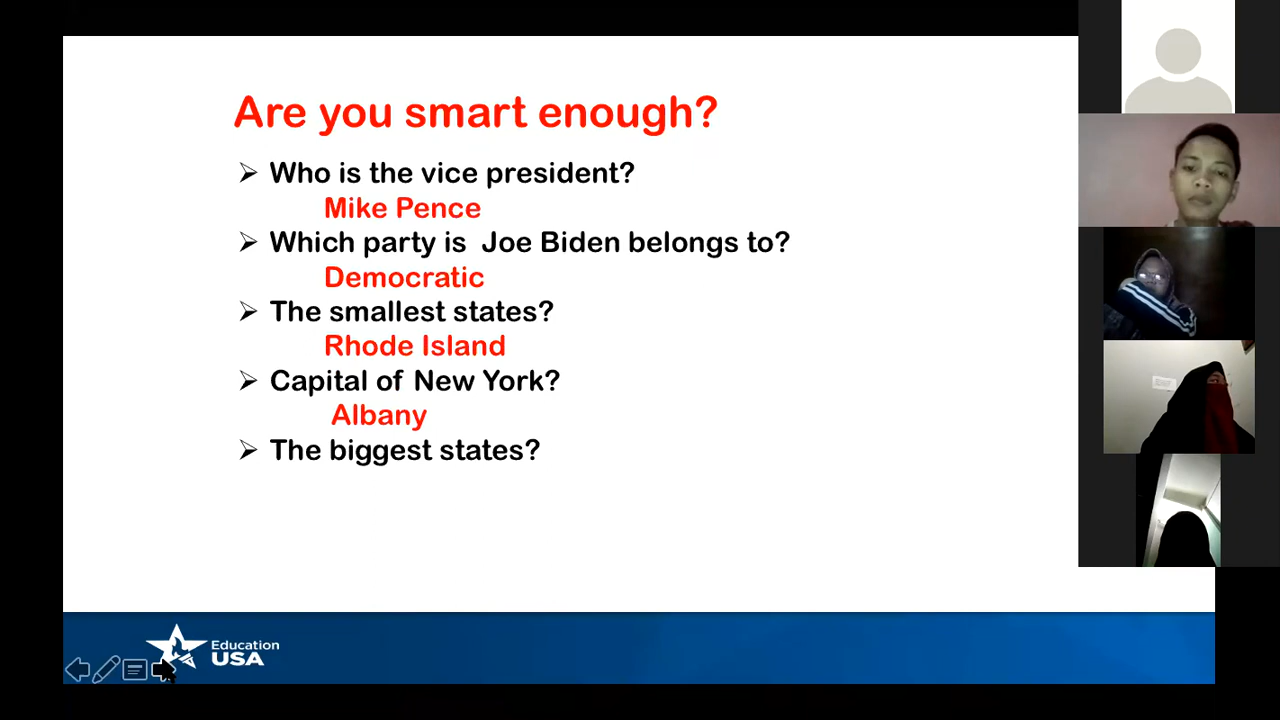 Are you smart enough?
Who is the vice president?
Mike Pence
Which party is Joe Biden belongs to?
Democratic
The smallest states?
Rhode Island
Capital of New York?
Albany
The biggest states?
Education
USA